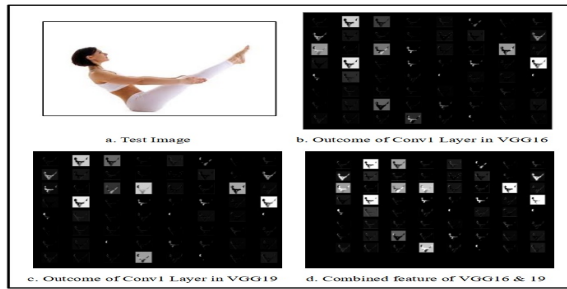 a. Test Image
b. Outcome of Conv1 Layer in VGG16
c. Outcome of Conv1 Layer in VGG19
d. Combined feature of VGG16 & 19